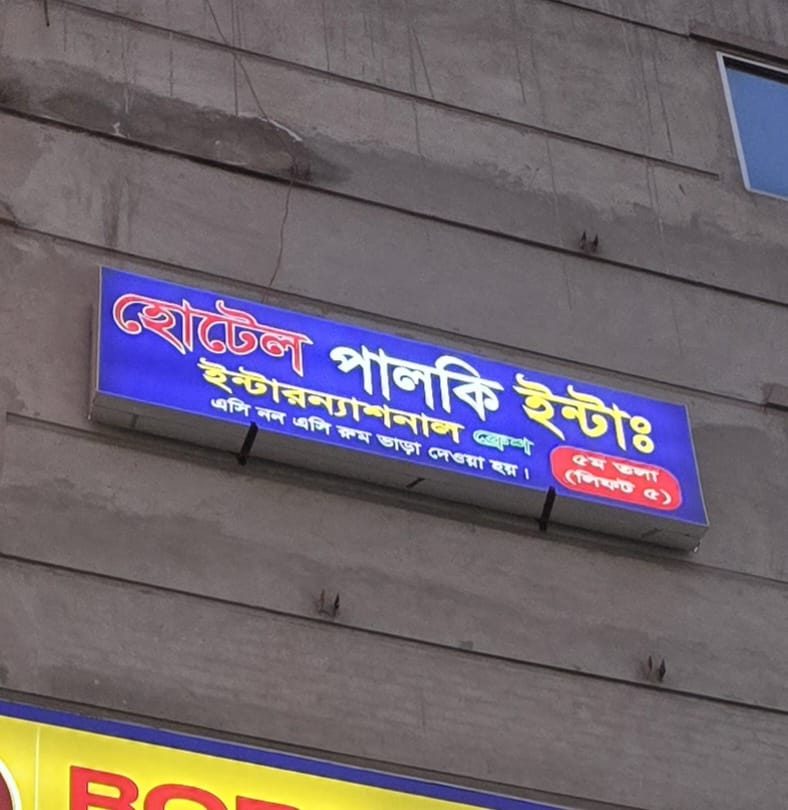 হোটেল পালকি ইন্টাঃ
ইন্টারন্যাশনাল ফ্রেশ
এসি নন এসি রুম ভাড়া দেওয়া হয়।
৫ম তলা
(লিফট ৫)